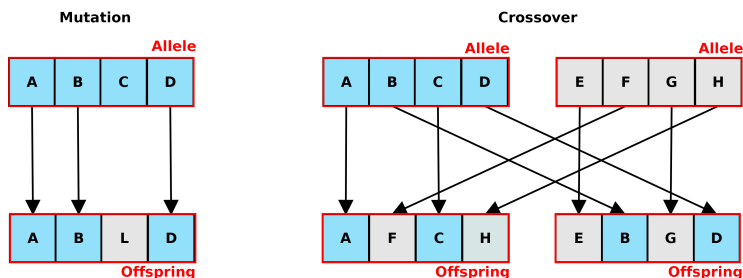 Mutation
Crossover
Allele
Allele
Allele
A B C D
A B C D
E F G H
A B L D
A F C H
E B G D
Offspring
Offspring
Offspring